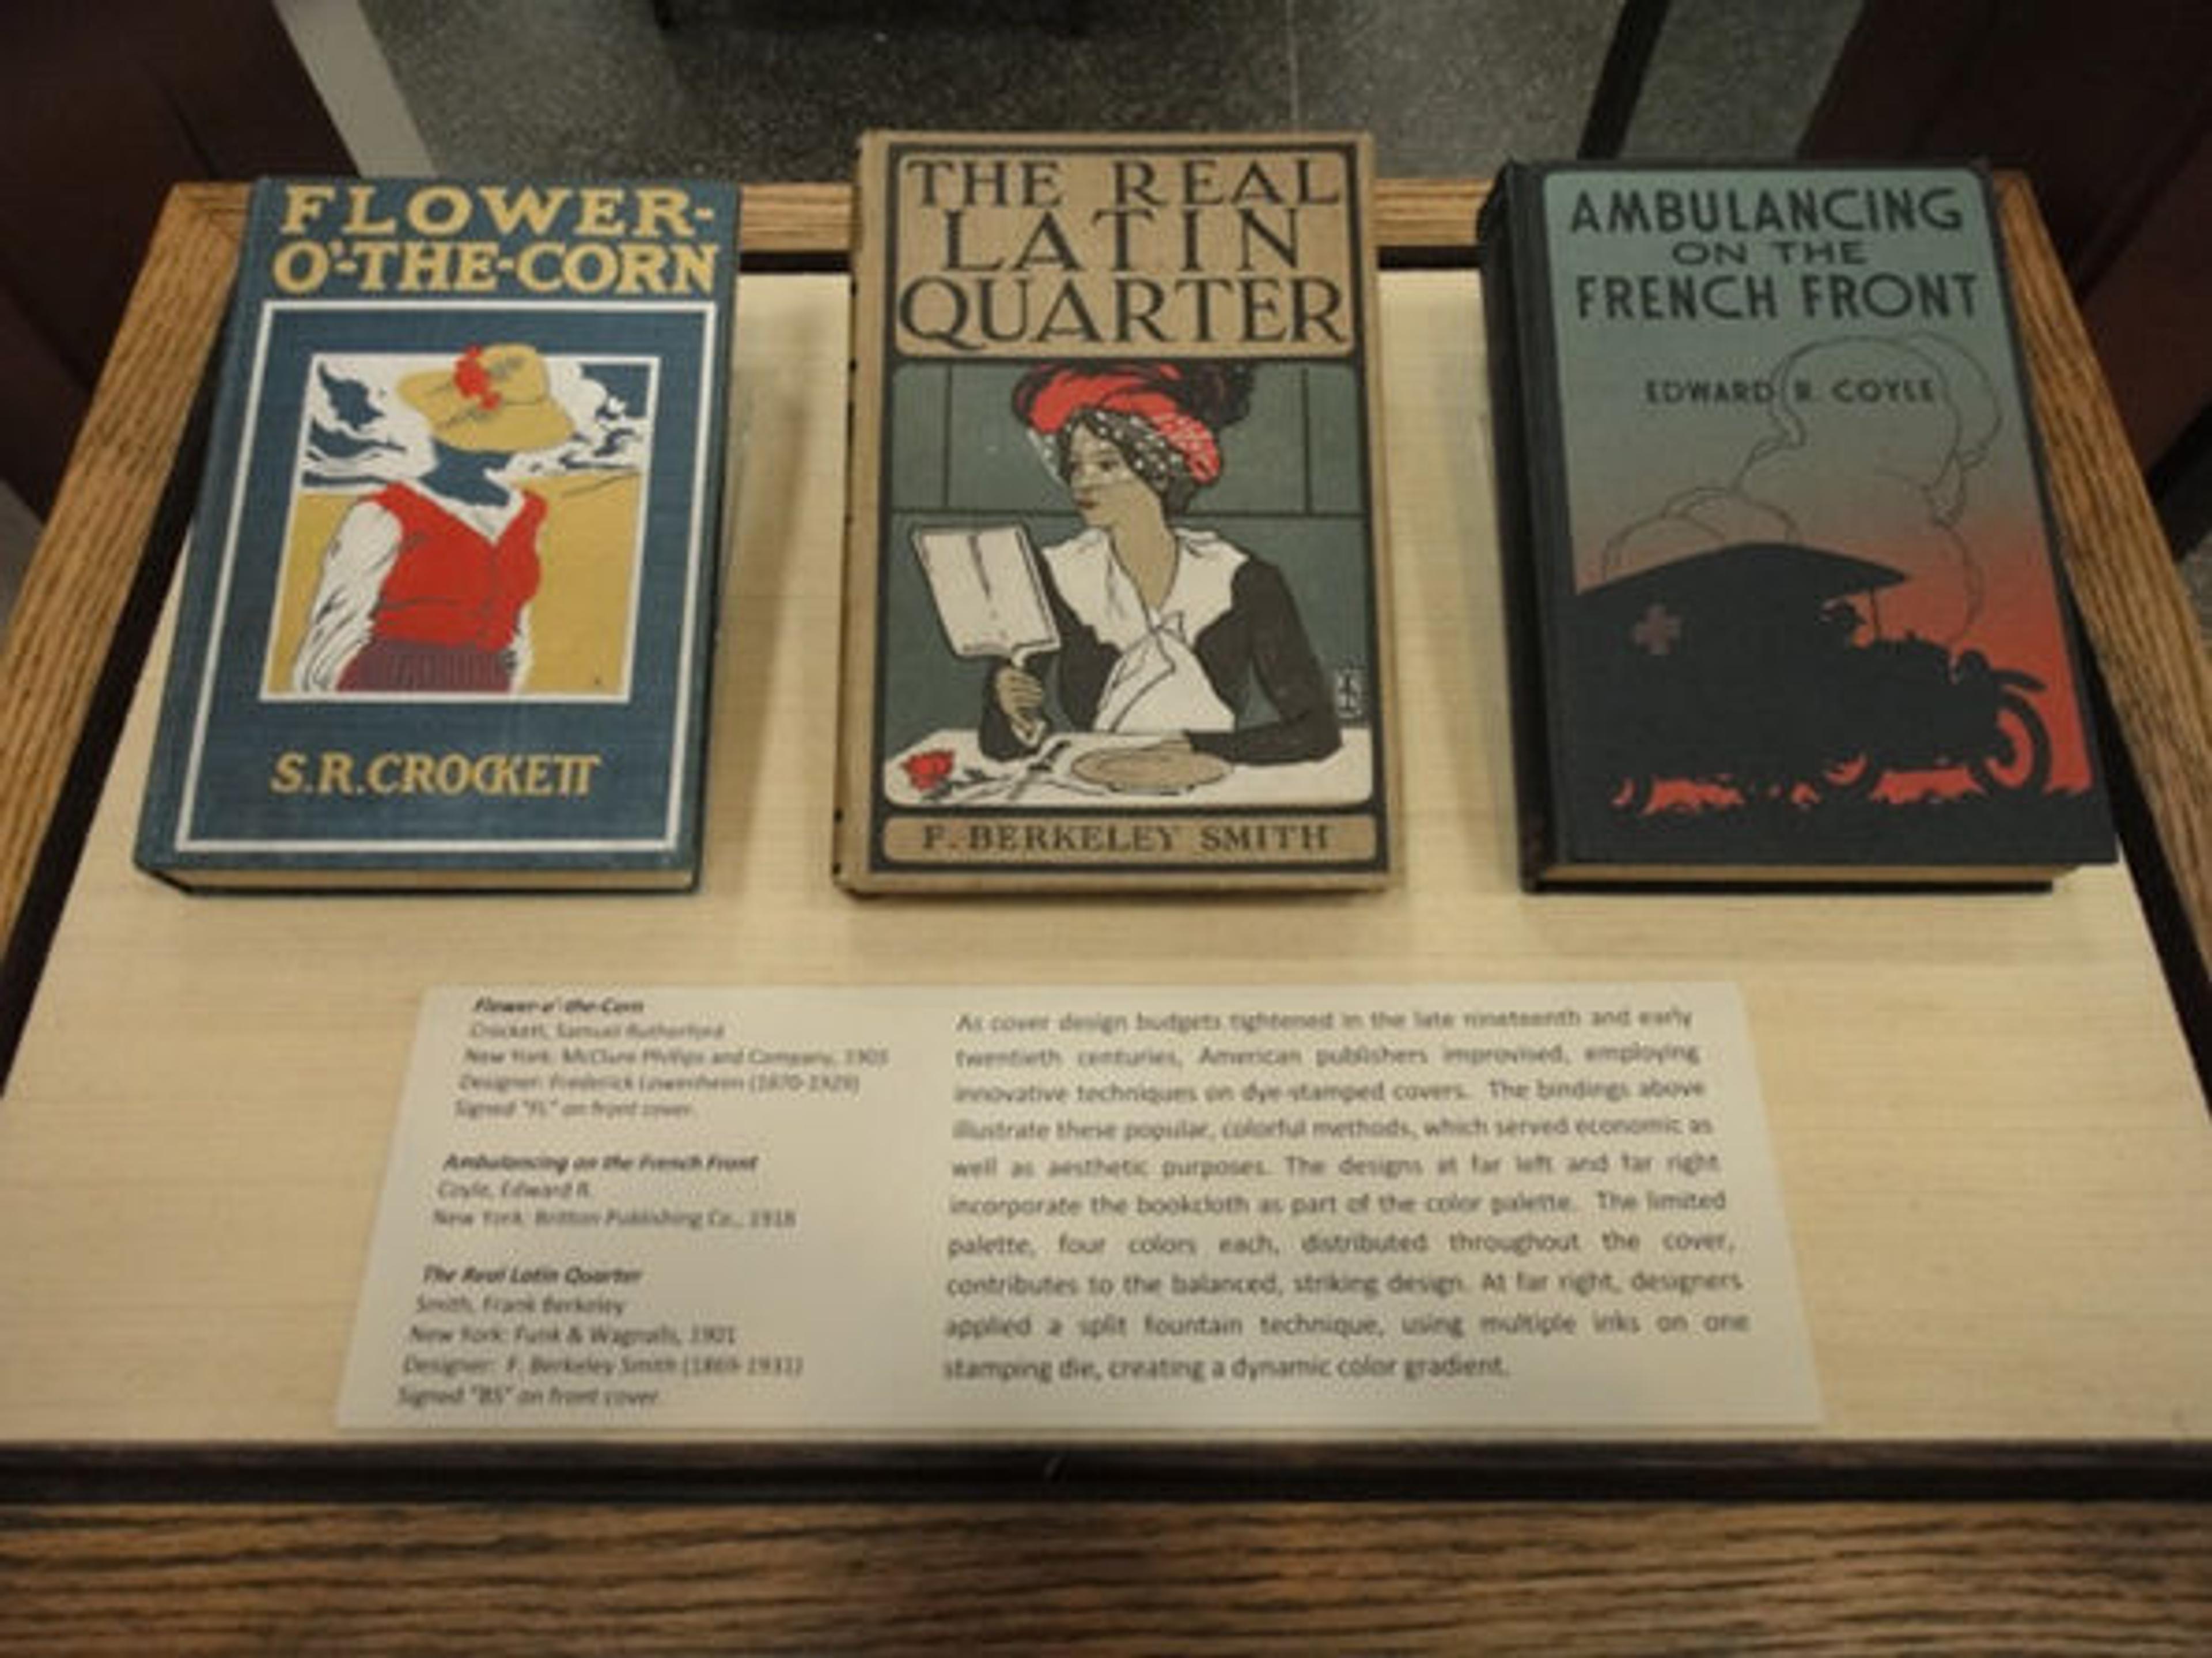 FLOWER-
O'-THE-CORN
S.R.CROCKETT
THE REAL
LATIN
QUARTER
F. BERKELEY SMITH
AMBULANCING
ON THE
FRENCH FRONT
EDWARD R. COYLE
Flower-o'-the-Corn
Crockett, Samuel Rutherford
New York: McClure Phillips and Company, 1903
Designer: Frederick Lowenheim (1870-1929)
Signed "FL" on front cover.
Ambulancing on the French Front
Coyle, Edward R.
New York: Britton Publishing Co., 1918
The Real Latin Quarter
Smith, Frank Berkeley
New York: Funk & Wagnalls, 1901
Designer: F. Berkeley Smith (1869-1931)
Signed "BS" on front cover.
As cover design budgets tightened in the late nineteenth and early
twentieth centuries, American publishers improvised, employing
innovative techniques on dye-stamped covers. The bindings above
illustrate these popular, colorful methods, which served economic as
well as aesthetic purposes. The designs at far left and far right
incorporate the bookcloth as part of the color palette. The limited
palette, four colors each, distributed throughout the cover,
contributes to the balanced, striking design. At far right, designers
applied a split fountain technique, using multiple inks on one
stamping die, creating a dynamic color gradient.